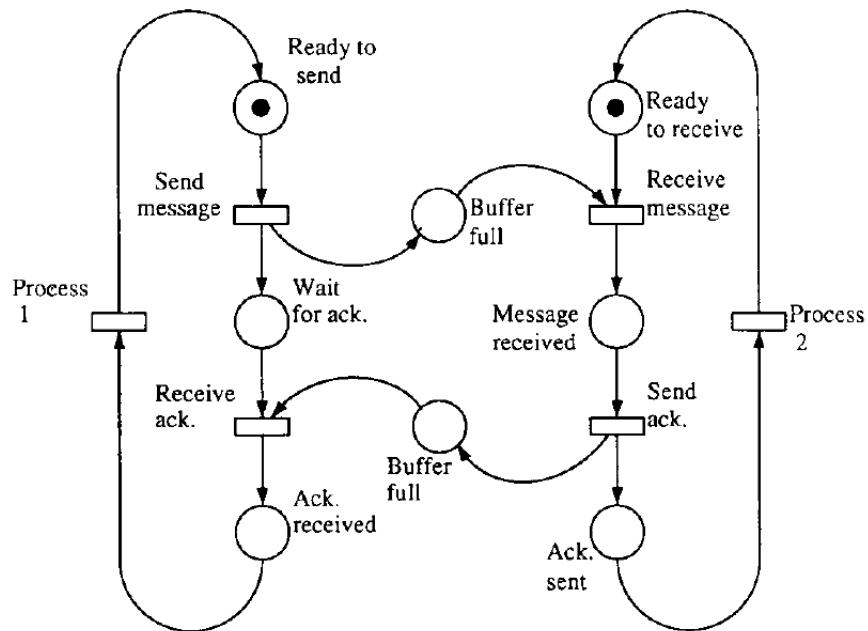 Ready to
send
Ready
to receive
Send
message
Buffer
full
Receive
message
Process
1
Wait
for ack.
Message
received
Process
2
Receive
ack.
Buffer
full
Send
ack.
Ack.
received
Ack.
sent